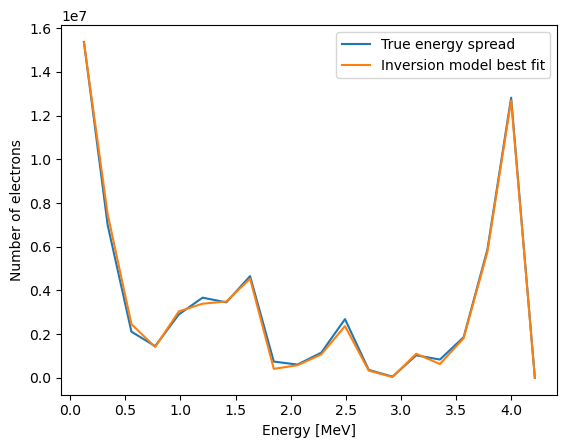 1e7
1.6
1.4
1.2
1.0
0.8
0.6
0.4
0.2
0.0
Number of electrons
True energy spread
Inversion model best fit
0.0 0.5 1.0 1.5 2.0 2.5 3.0 3.5 4.0
Energy [MeV]